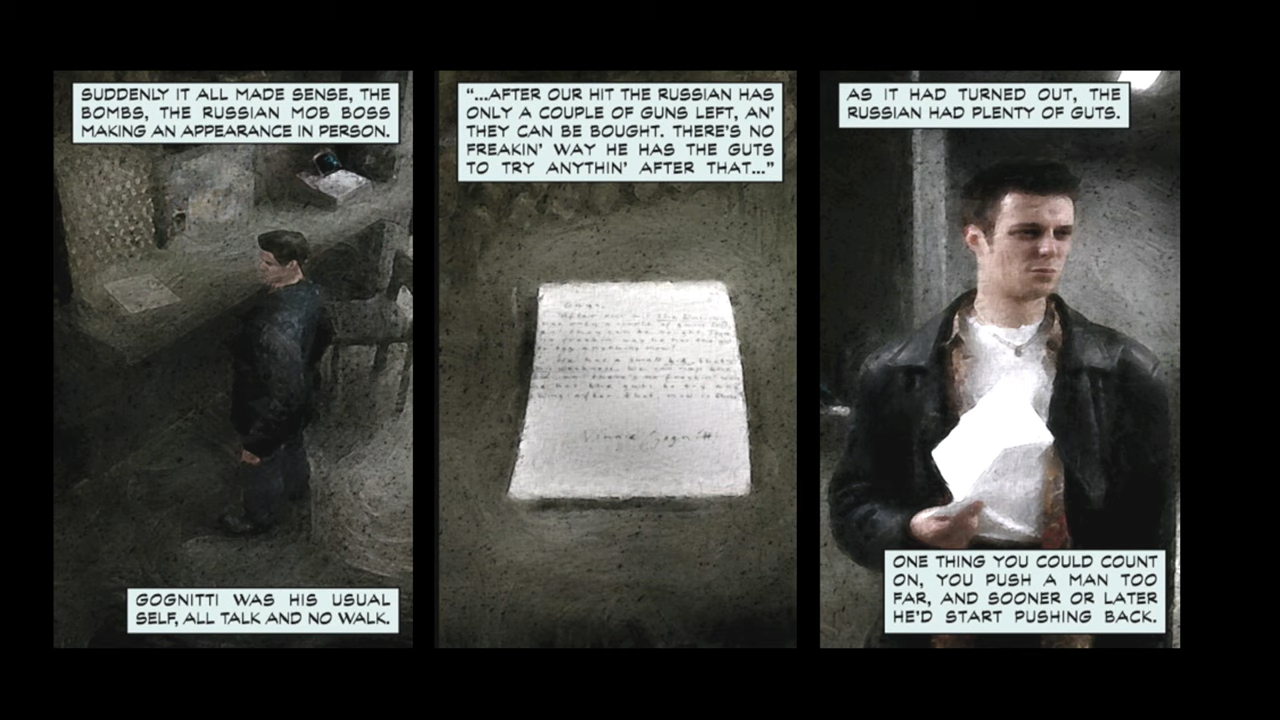 SUDDENLY IT ALL MADE SENSE, THE
BOMBS, THE RUSSIAN MOB BOSS
MAKING AN APPEARANCE IN PERSON.
GOGNITTI WAS HIS USUAL
SELF, ALL TALK AND NO WALK.
"...AFTER OUR HIT THE RUSSIAN HAS
ONLY A COUPLE OF GUNS LEFT, AN'
THEY CAN BE BOUGHT. THERE'S NO
FREAKIN' WAY HE HAS THE GUTS
TO TRY ANYTHIN' AFTER THAT..."
Vinnie Gognitti
AS IT HAD TURNED OUT, THE
RUSSIAN HAD PLENTY OF GUTS.
ONE THING YOU COULD COUNT
ON, YOU PUSH A MAN TOO
FAR, AND SOONER OR LATER
HE'D START PUSHING BACK.